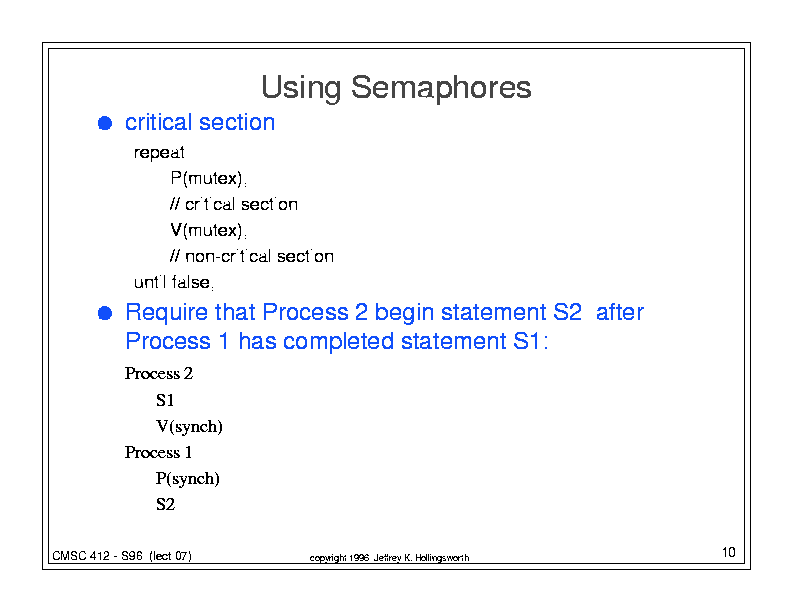 Using Semaphores
● critical section
repeat
P(mutex);
// critical section
V(mutex);
// non-critical section
until false;
● Require that Process 2 begin statement S2 after
Process 1 has completed statement S1:
Process 2
S1
V(synch)
Process 1
P(synch)
S2
CMSC 412 - S96 (lect 07)
copyright 1996 Jeffrey K. Hollingsworth
10